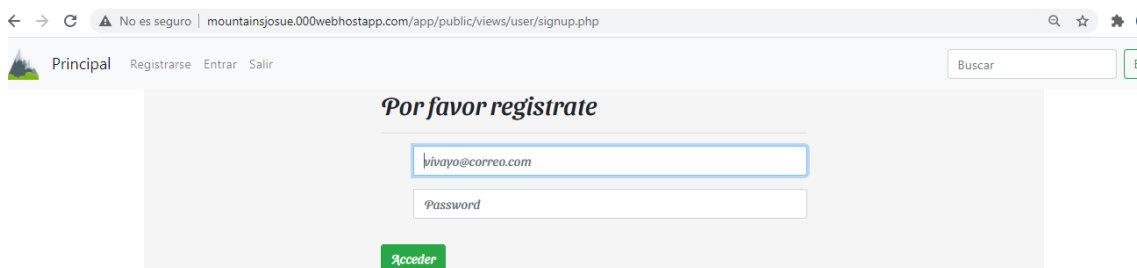 No es seguro | mountainsjosue.000webhostapp.com/app/public/views/user/signup.php
Principal Registrarse Entrar Salir Buscar
Por favor registrate
vivayo@correo.com
Password
Acceder